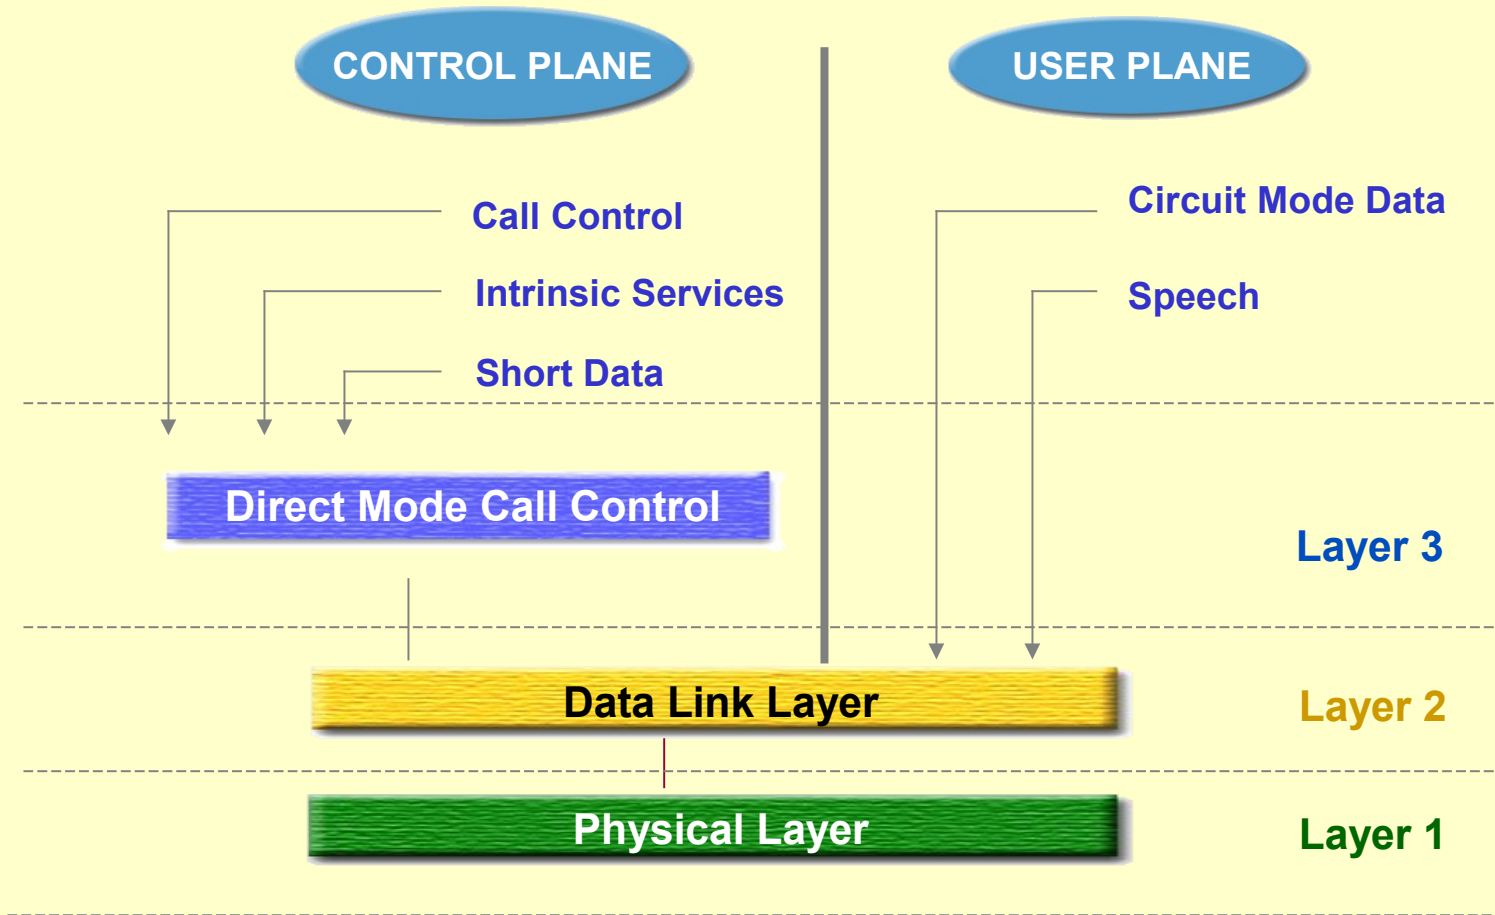 CONTROL PLANE
USER PLANE
Call Control
Circuit Mode Data
Intrinsic Services
Speech
Short Data
Direct Mode Call Control
Layer 3
Data Link Layer
Layer 2
Physical Layer
Layer 1